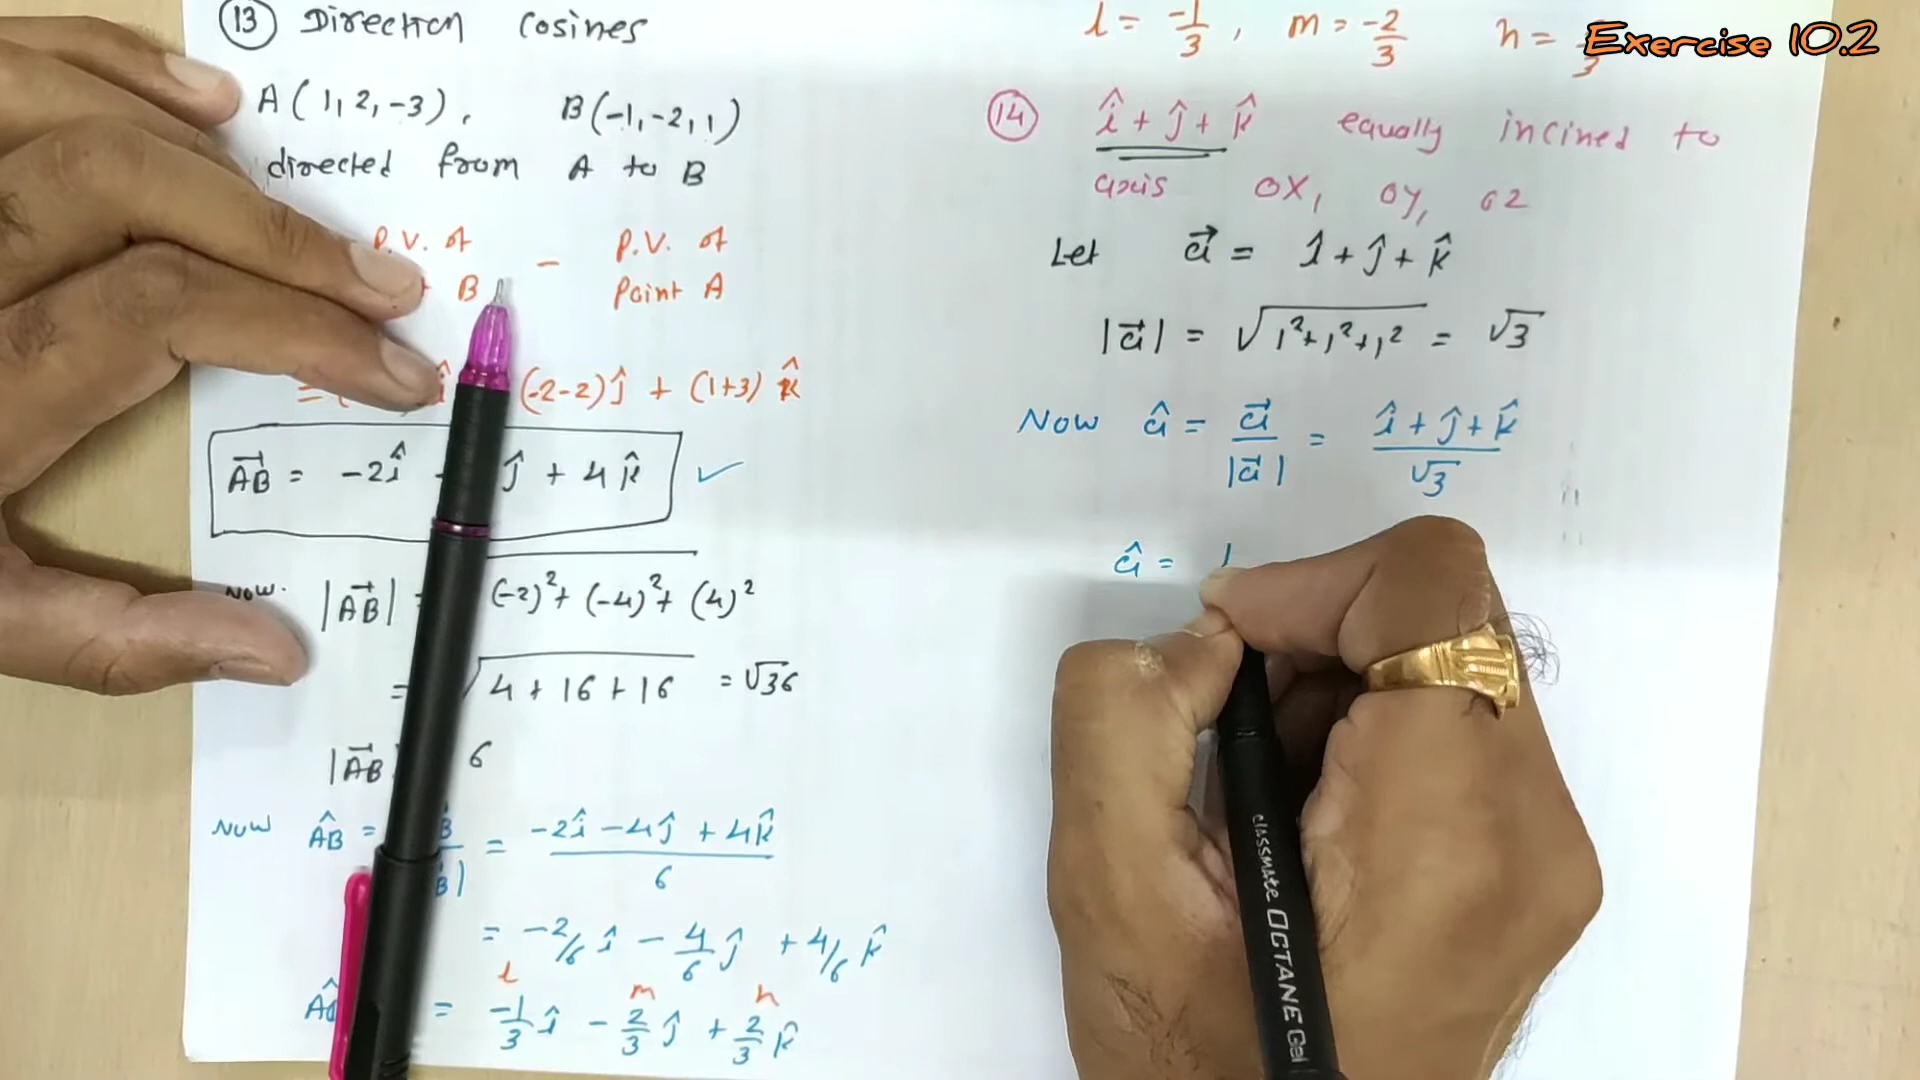 13 Direction Cosines
A(1,2,-3), B(-1,-2,1)
directed from A to B
P.V. of - P.V. of
B Point A
= (-2-2)ĵ + (1+3) k̂
AB⃗ = -2î - ĵ + 4k̂ ✓
Now. |AB⃗| = (-2)² + (-4)² + (4)²
= √4 + 16 + 16 = √36
|AB⃗| 6
Now AB̂ = = -2î - 4ĵ + 4k̂ / 6
= -2/6 î - 4/6 ĵ + 4/6 k̂
l m n
= -1/3 î - 2/3 ĵ + 2/3 k̂
l = -1/3, m = -2/3 n =
Exercise 10.2
14 î + ĵ + k̂ equally incined to
axis OX, OY, OZ
Let a⃗ = î + ĵ + k̂
|a⃗| = √1²+1²+1² = √3
Now â = a⃗/|a⃗| = î + ĵ + k̂ / √3
â = 1
classmate OCTANE Gel